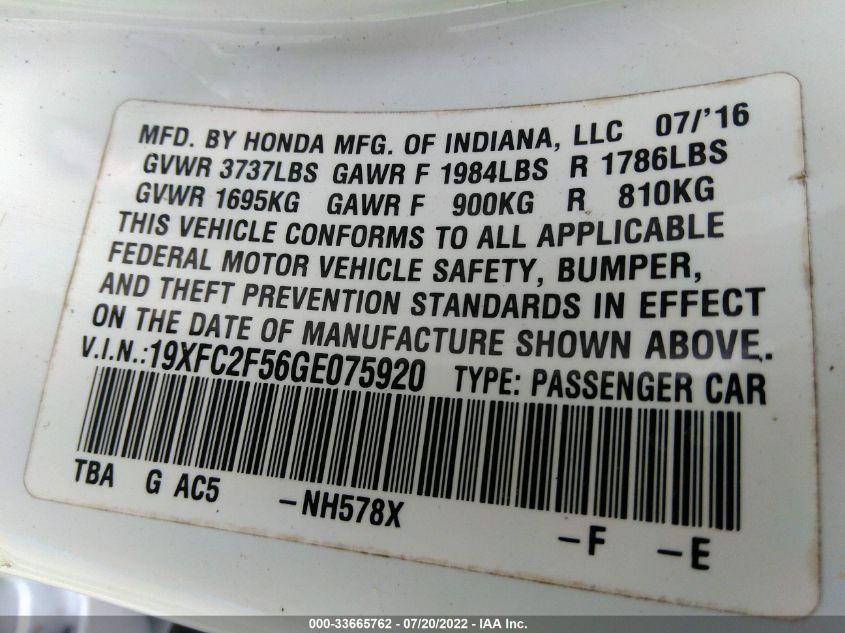 MFD. BY HONDA MFG. OF INDIANA, LLC 07/'16
GVWR 3737LBS GAWR F 1984LBS R 1786LBS
GVWR 1695KG GAWR F 900KG R 810KG
THIS VEHICLE CONFORMS TO ALL APPLICABLE
FEDERAL MOTOR VEHICLE SAFETY, BUMPER,
AND THEFT PREVENTION STANDARDS IN EFFECT
ON THE DATE OF MANUFACTURE SHOWN ABOVE.
V.I.N.:19XFC2F56GE075920 TYPE: PASSENGER CAR
TBA G AC5 -NH578X -F -E
000-33665762 - 07/20/2022 - IAA Inc.